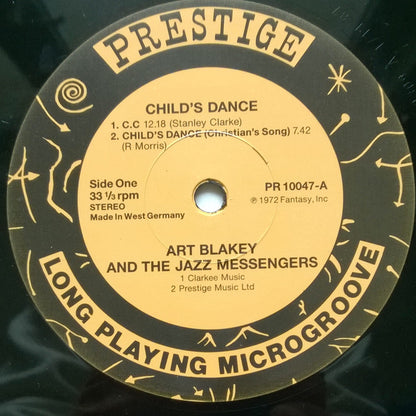 PRESTIGE
CHILD'S DANCE
1. C.C 12.18 (Stanley Clarke)
2. CHILD'S DANCE (Christian's Song) 7.42
(R Morris)
Side One
33 ⅓ rpm
STEREO
Made In West Germany
PR 10047-A
℗ 1972 Fantasy, Inc
ART BLAKEY
AND THE JAZZ MESSENGERS
1 Clarkee Music
2 Prestige Music Ltd
LONG PLAYING MICROGROOVE